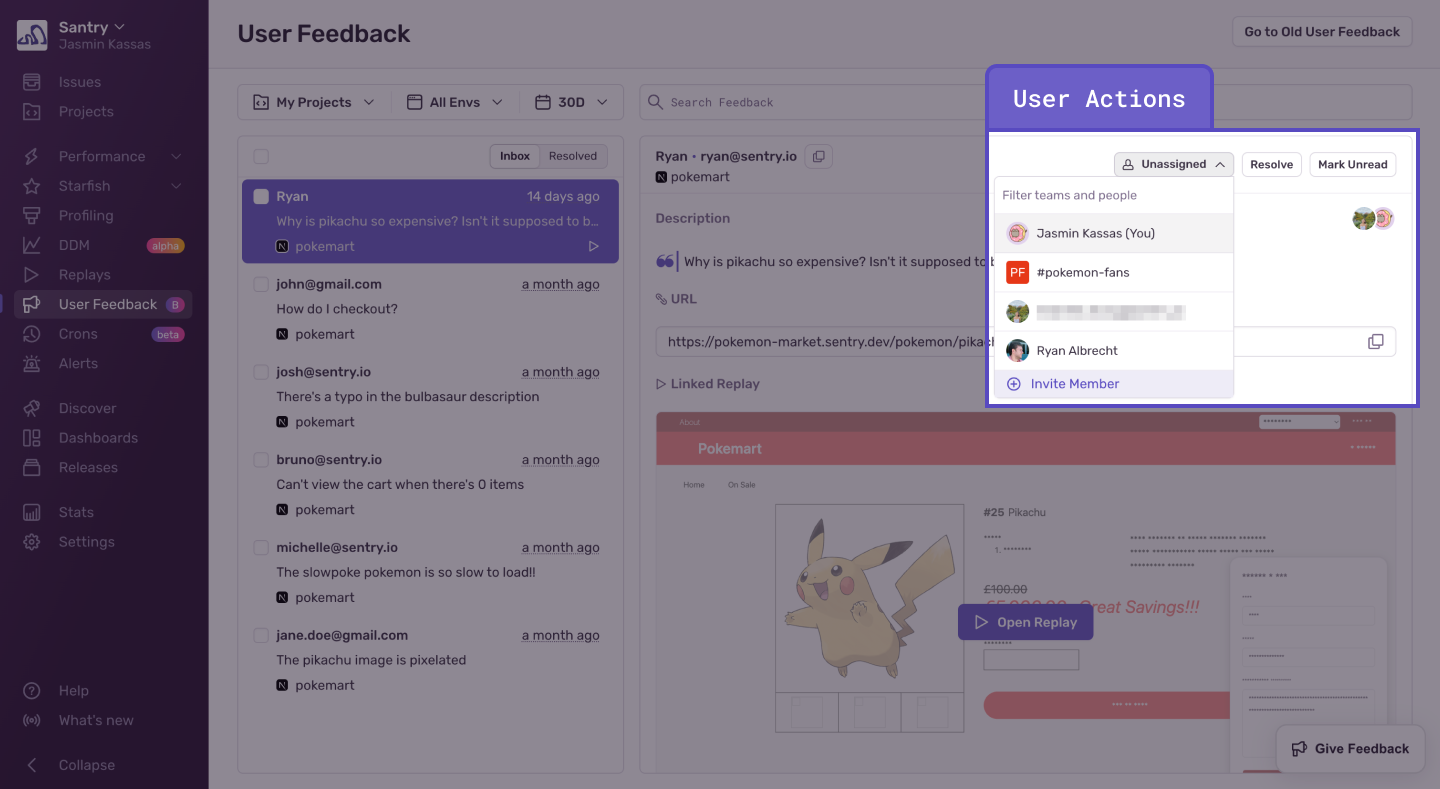 Santry
Jasmin Kassas
Issues
Projects
Performance
Starfish
Profiling
DDM alpha
Replays
User Feedback B
Crons beta
Alerts
Discover
Dashboards
Releases
Stats
Settings
Help
What's new
Collapse
User Feedback
Go to Old User Feedback
My Projects All Envs 30D
Search Feedback
Inbox Resolved
Ryan 14 days ago
Why is pikachu so expensive? Isn't it supposed to b...
N pokemart
john@gmail.com a month ago
How do I checkout?
N pokemart
josh@sentry.io a month ago
There's a typo in the bulbasaur description
N pokemart
bruno@sentry.io a month ago
Can't view the cart when there's 0 items
N pokemart
michelle@sentry.io a month ago
The slowpoke pokemon is so slow to load!!
N pokemart
jane.doe@gmail.com a month ago
The pikachu image is pixelated
N pokemart
User Actions
Ryan • ryan@sentry.io
N pokemart
Unassigned Resolve Mark Unread
Filter teams and people
Jasmin Kassas (You)
PF #pokemon-fans
Ryan Albrecht
Invite Member
Description
Why is pikachu so expensive? Isn't it supposed to b
URL
https://pokemon-market.sentry.dev/pokemon/pikach
Linked Replay
About
Pokemart
Home On Sale
#25 Pikachu
1.
£100.00
Great Savings!!!
Open Replay
Give Feedback